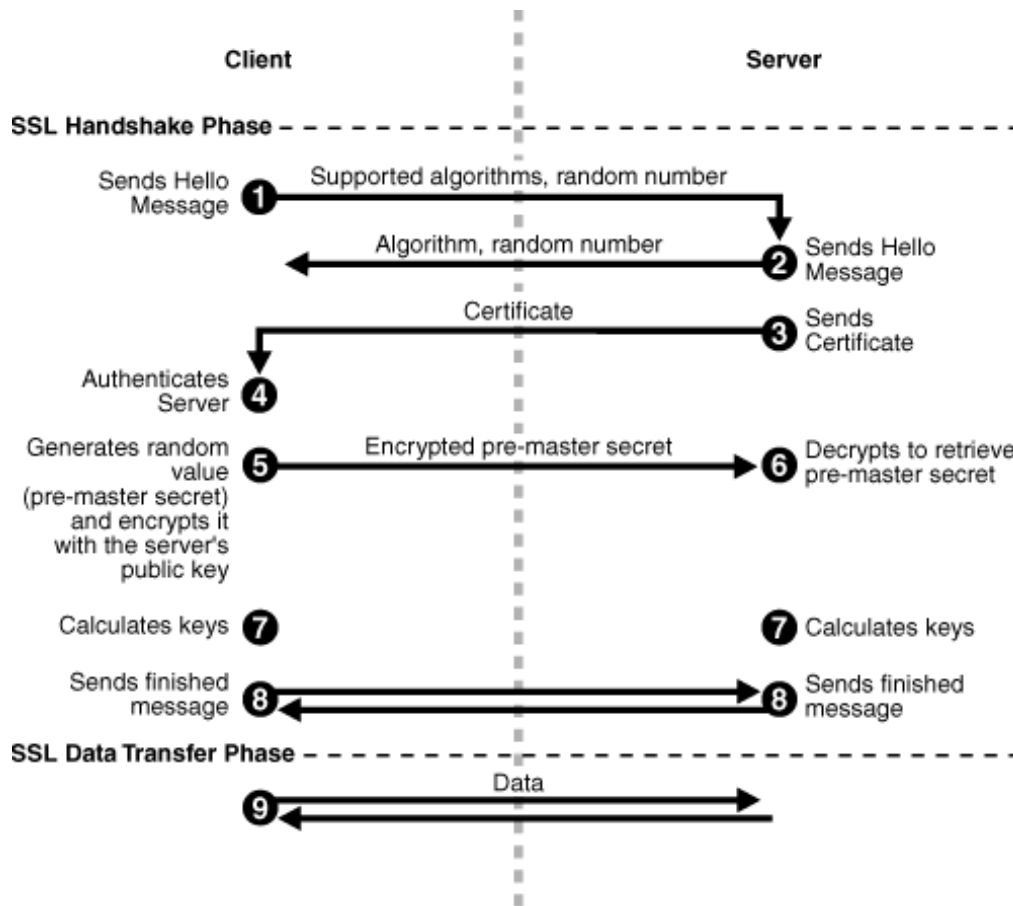 Client
Server
SSL Handshake Phase
Sends Hello
Message
1
Supported algorithms, random number
Algorithm, random number
2
Sends Hello
Message
Certificate
3
Sends
Certificate
Authenticates
Server
4
Generates random
value
(pre-master secret)
and encrypts it
with the server's
public key
5
Encrypted pre-master secret
6
Decrypts to retrieve
pre-master secret
Calculates keys
7
7
Calculates keys
Sends finished
message
8
8
Sends finished
message
SSL Data Transfer Phase
9
Data